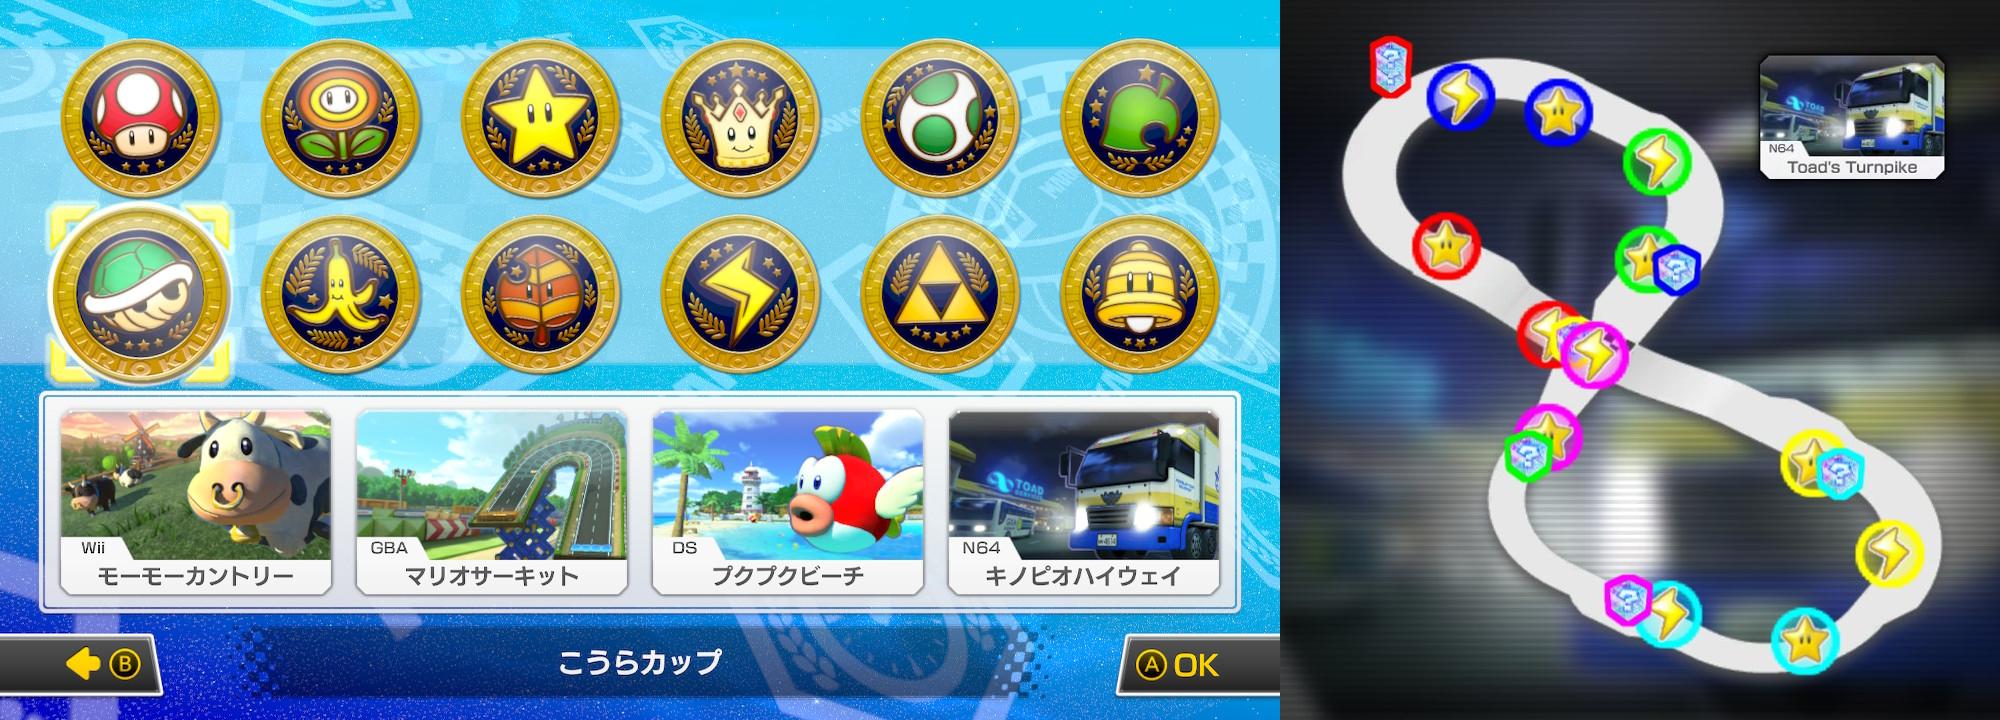 Wii
モーモーカントリー
GBA
マリオサーキット
DS
プクプクビーチ
TOAD
N64
キノピオハイウェイ
B
こうらカップ
A OK
TOAD
N64
Toad's Turnpike